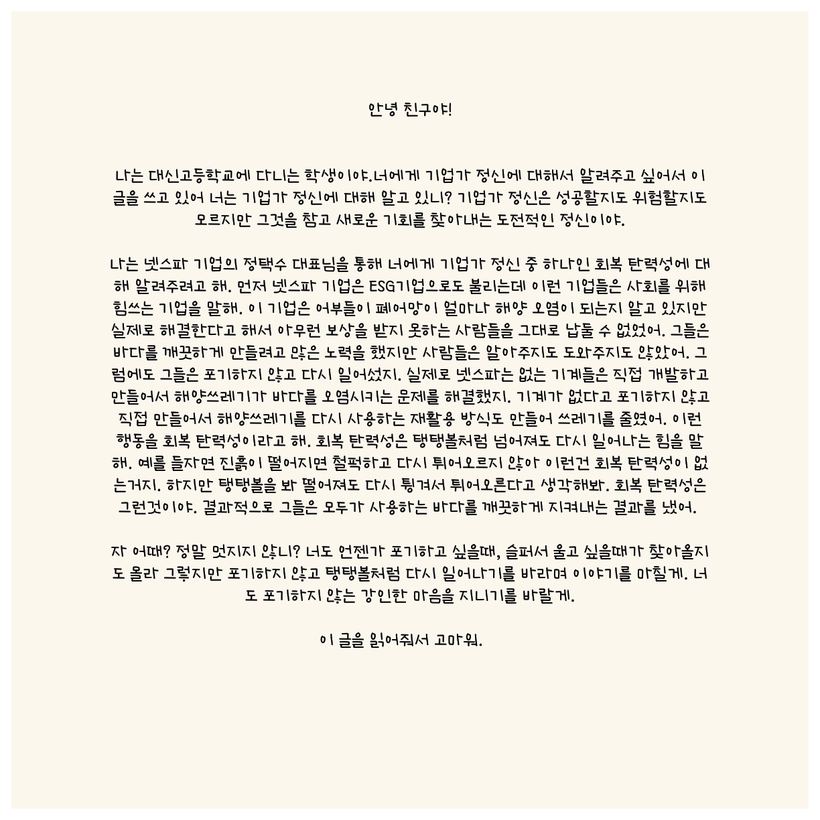 안녕 친구야!
나는 대신고등학교에 다니는 학생이야.너에게 기업가 정신에 대해서 알려주고 싶어서 이
글을 쓰고 있어 너는 기업가 정신에 대해 알고 있니? 기업가 정신은 성공할지도 위험할지도
모르지만 그것을 참고 새로운 기회를 찾아내는 도전적인 정신이야.
나는 넷스파 기업의 정택수 대표님을 통해 너에게 기업가 정신 중 하나인 회복 탄력성에 대
해 알려주려고 해. 먼저 넷스파 기업은 ESG기업으로도 불리는데 이런 기업들은 사회를 위해
힘쓰는 기업을 말해. 이 기업은 어부들이 폐어망이 얼마나 해양 오염이 되는지 알고 있지만
실제로 해결한다고 해서 아무런 보상을 받지 못하는 사람들을 그대로 납둘 수 없었어. 그들은
바다를 깨끗하게 만들려고 많은 노력을 했지만 사람들은 알아주지도 도와주지도 않았어. 그
럼에도 그들은 포기하지 않고 다시 일어섰지. 실제로 넷스파는 없는 기계들은 직접 개발하고
만들어서 해양쓰레기가 바다를 오염시키는 문제를 해결했지. 기계가 없다고 포기하지 않고
직접 만들어서 해양쓰레기를 다시 사용하는 재활용 방식도 만들어 쓰레기를 줄였어. 이런
행동을 회복 탄력성이라고 해. 회복 탄력성은 탱탱볼처럼 넘어져도 다시 일어나는 힘을 말
해. 예를 들자면 진흙이 떨어지면 철퍽하고 다시 튀어오르지 않아 이런건 회복 탄력성이 없
는거지. 하지만 탱탱볼을 봐 떨어져도 다시 튕겨서 튀어오른다고 생각해봐. 회복 탄력성은
그런것이야. 결과적으로 그들은 모두가 사용하는 바다를 깨끗하게 지켜내는 결과를 냈어.
자 어때? 정말 멋지지 않니? 너도 언젠가 포기하고 싶을때, 슬퍼서 울고 싶을때가 찾아올지
도 몰라 그렇지만 포기하지 않고 탱탱볼처럼 다시 일어나기를 바라며 이야기를 마칠게. 너
도 포기하지 않는 강인한 마음을 지니기를 바랄게.
이 글을 읽어줘서 고마워.